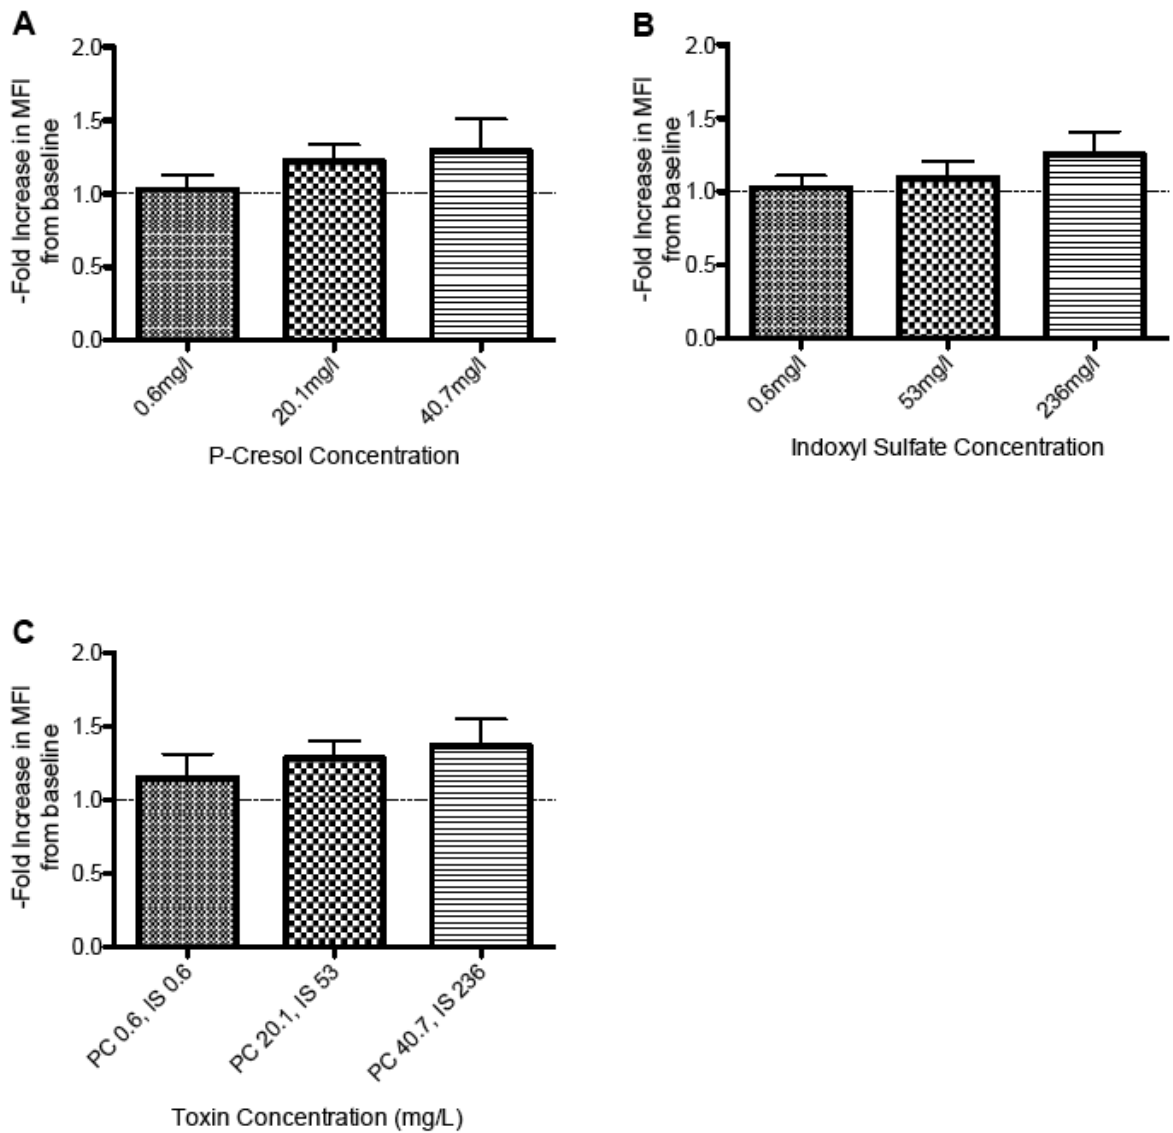 A
-Fold Increase in MFI
from baseline
2.0
1.5
1.0
0.5
0.0
0.6mg/l
20.1mg/l
40.7mg/l
P-Cresol Concentration
B
-Fold Increase in MFI
from baseline
2.0
1.5
1.0
0.5
0.0
0.6mg/l
53mg/l
236mg/l
Indoxyl Sulfate Concentration
C
-Fold Increase in MFI
from baseline
2.0
1.5
1.0
0.5
0.0
PC 0.6, IS 0.6
PC 20.1, IS 53
PC 40.7, IS 236
Toxin Concentration (mg/L)